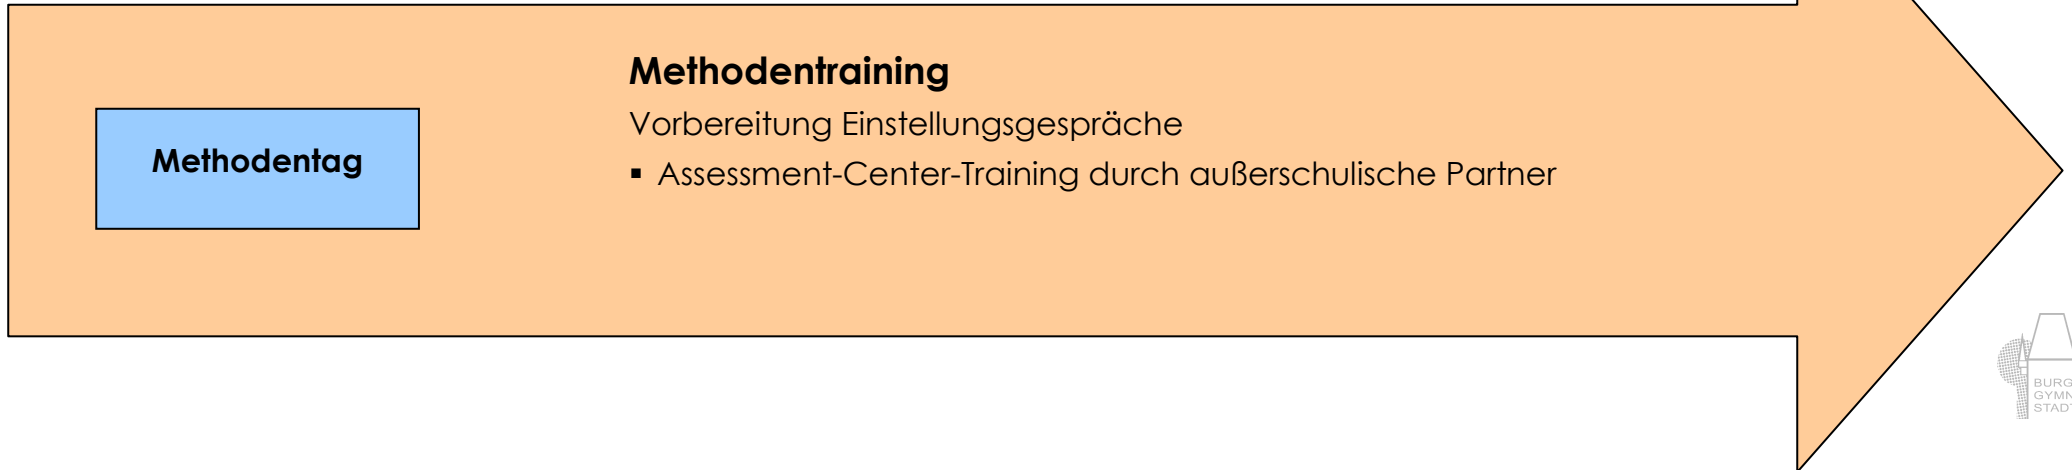 Methodentraining
Vorbereitung Einstellungsgespräche
Methodentag
▪ Assessment-Center-Training durch außerschulische Partner